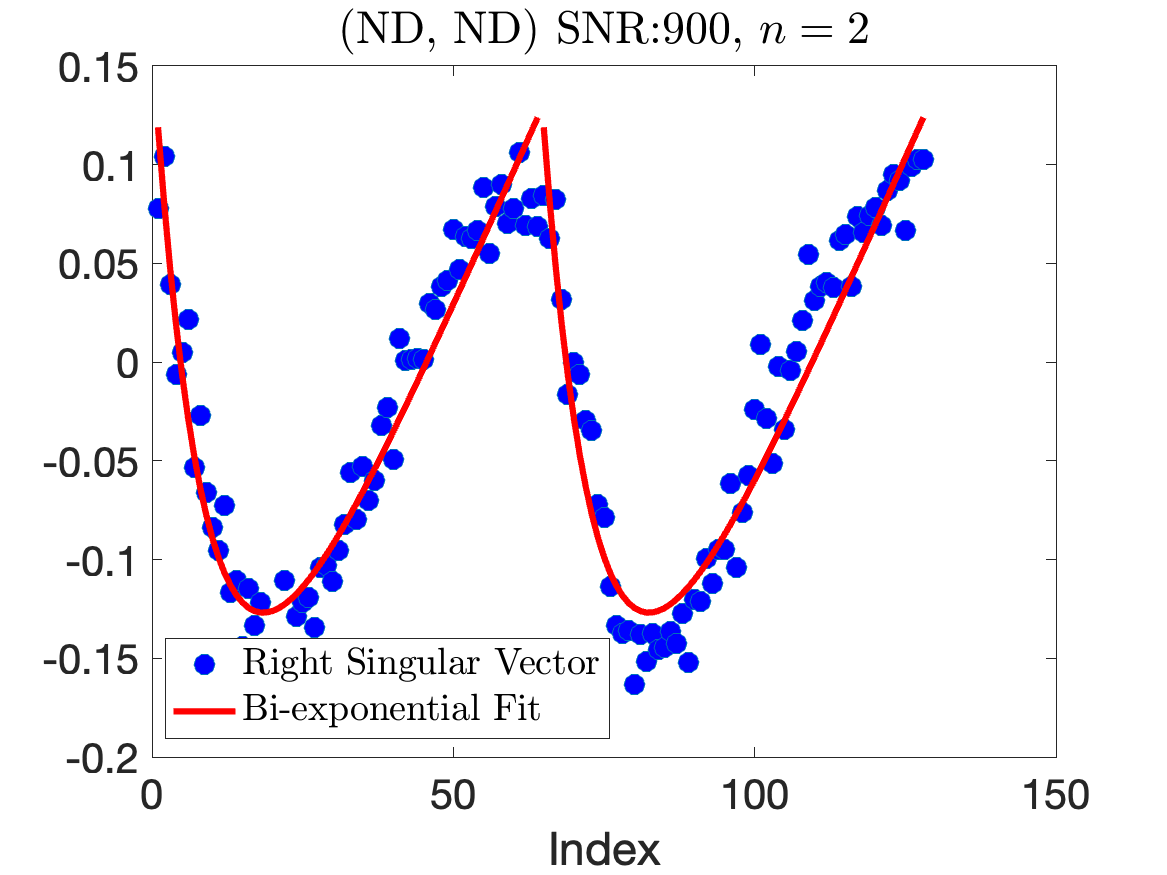 (ND, ND) SNR:900, n = 2
0.15
0.1
0.05
0
-0.05
-0.1
-0.15
-0.2
Right Singular Vector
Bi-exponential Fit
0 50 100 150
Index